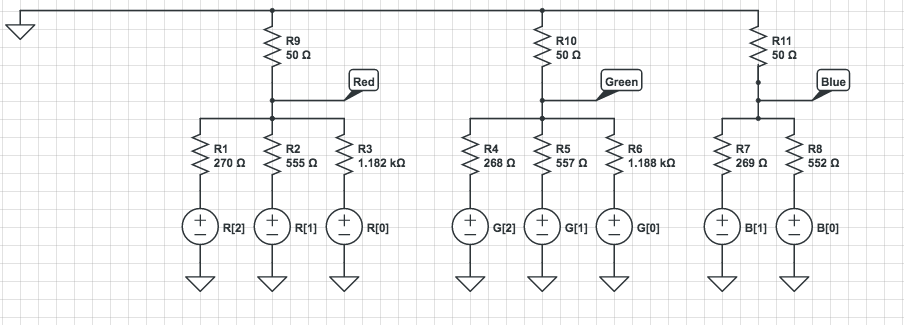 R9
50 Ω
R10
50 Ω
R11
50 Ω
Red
Green
Blue
R1
270 Ω
R2
555 Ω
R3
1.182 kΩ
R4
268 Ω
R5
557 Ω
R6
1.188 kΩ
R7
269 Ω
R8
552 Ω
+
−
R[2]
+
−
R[1]
+
−
R[0]
+
−
G[2]
+
−
G[1]
+
−
G[0]
+
−
B[1]
+
−
B[0]